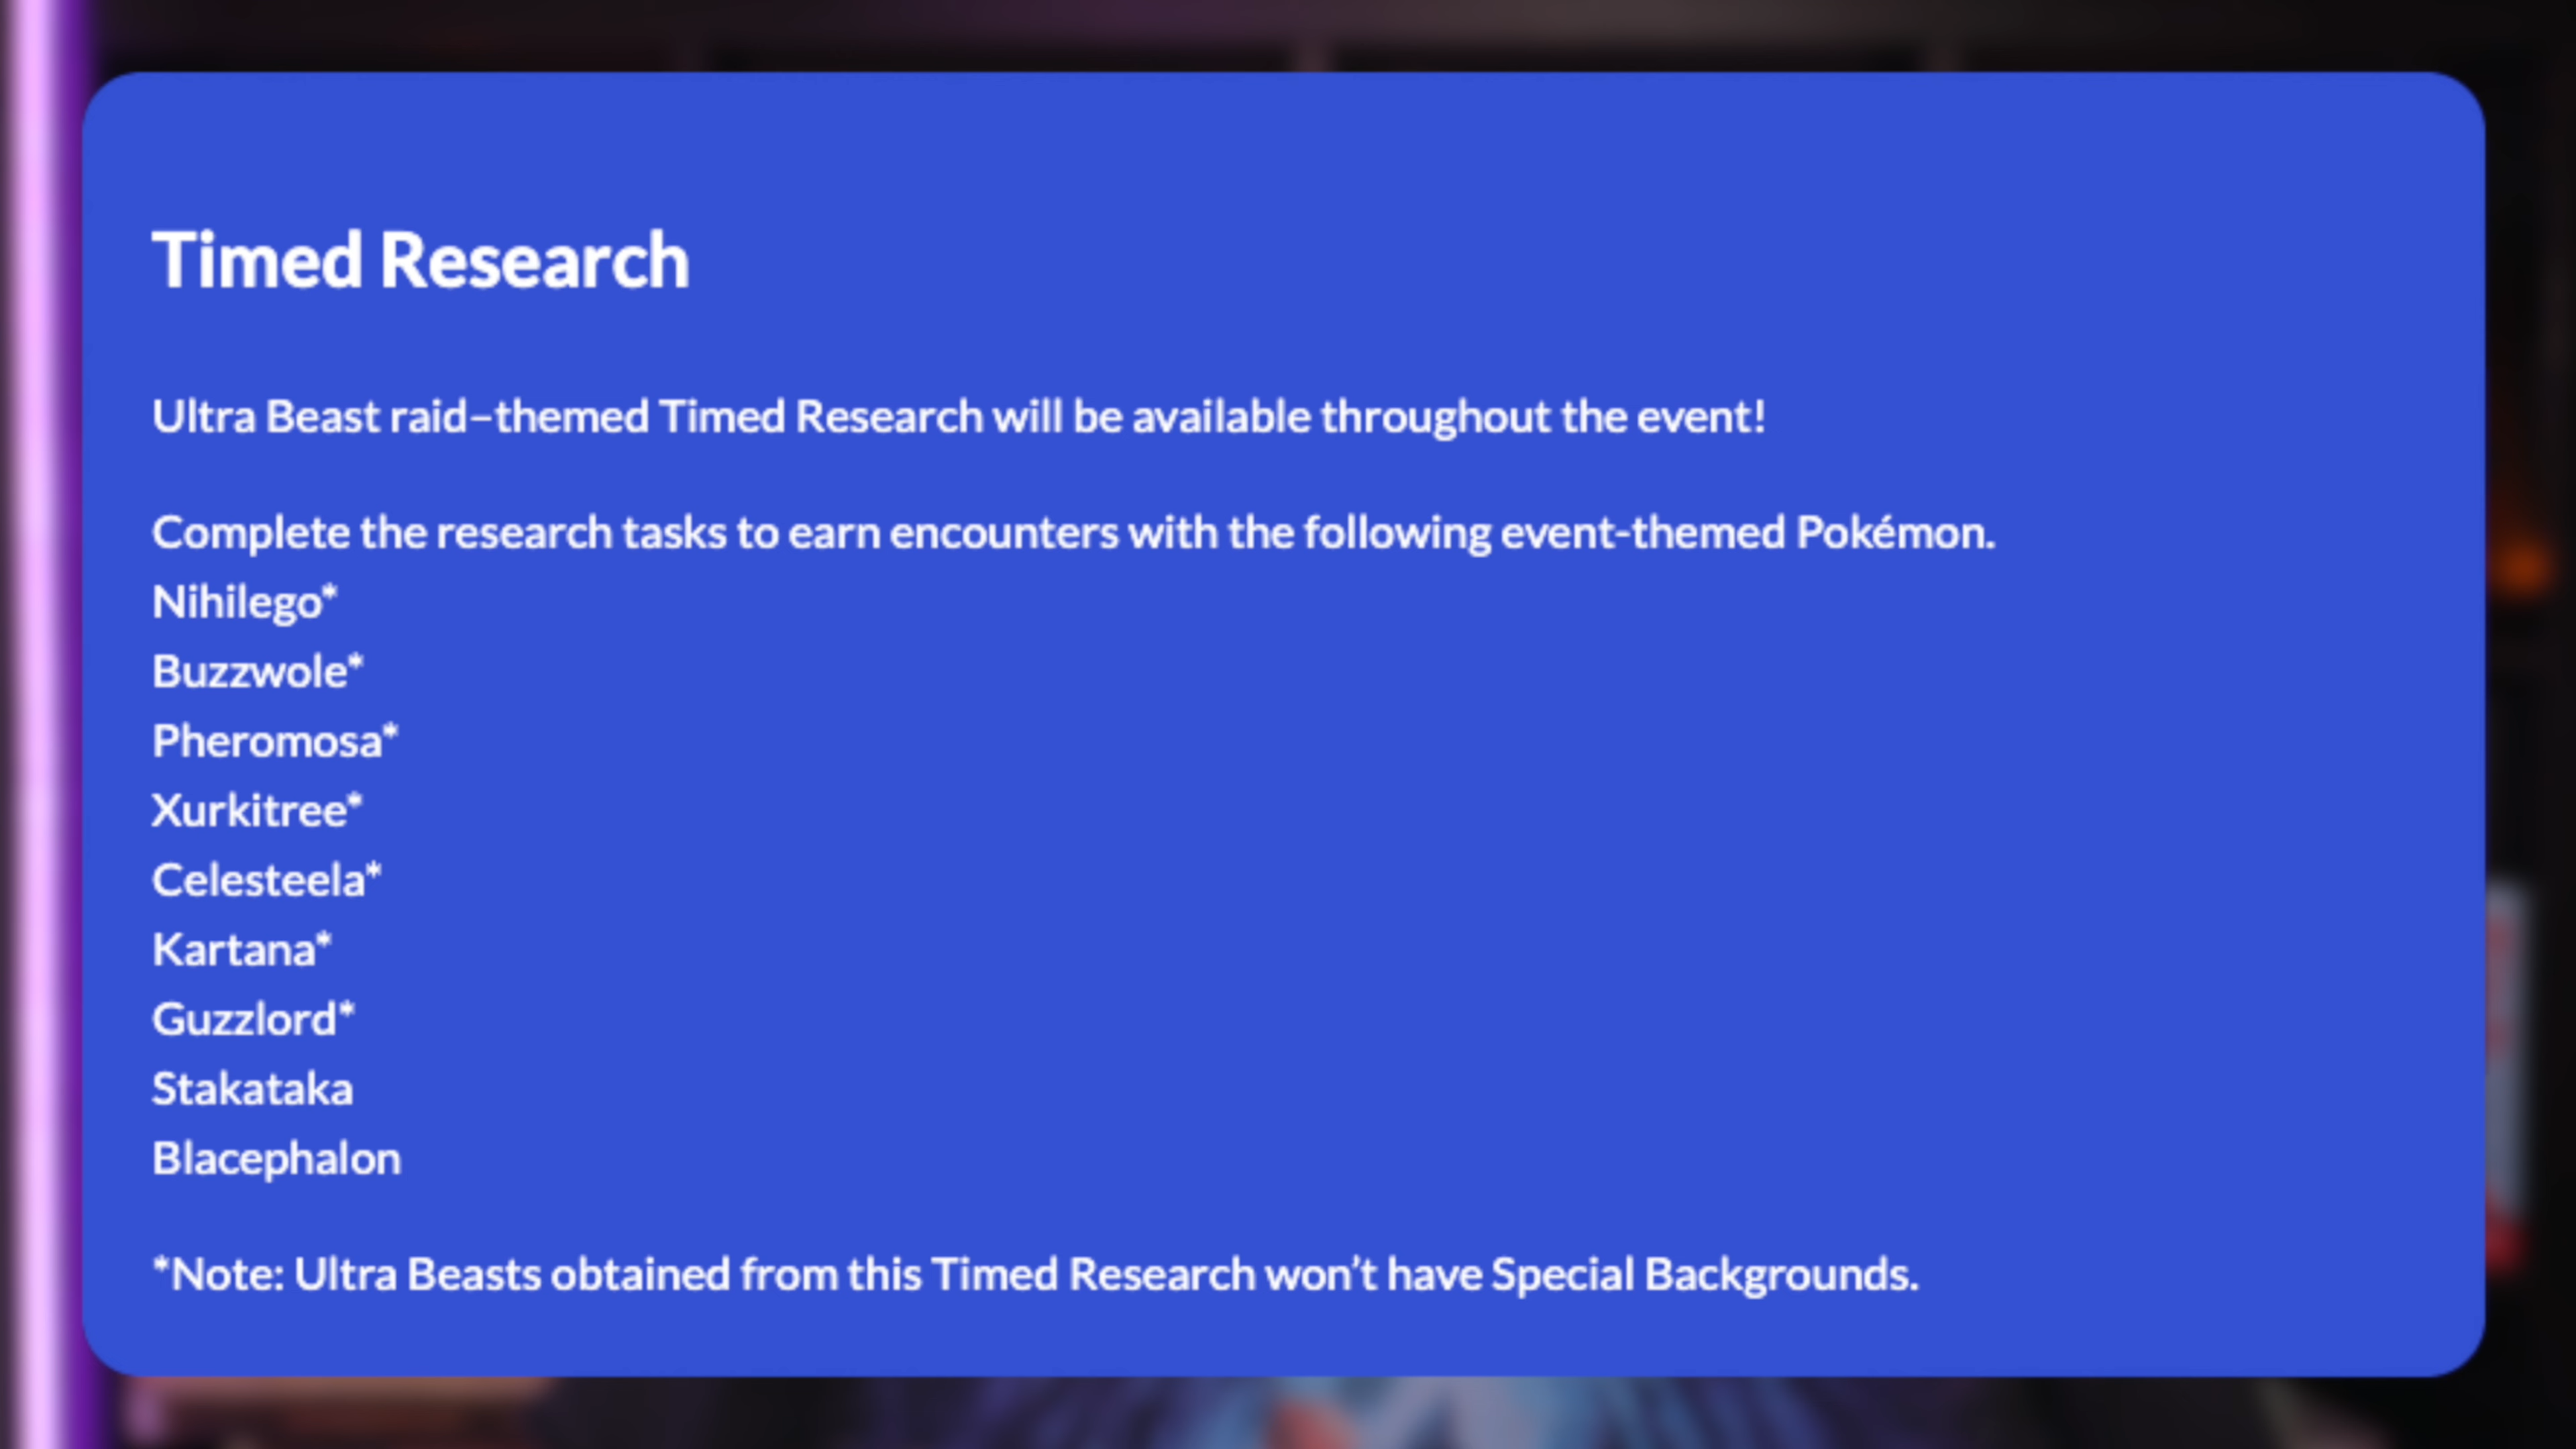 Timed Research
Ultra Beast raid–themed Timed Research will be available throughout the event!
Complete the research tasks to earn encounters with the following event-themed Pokémon.
Nihilego*
Buzzwole*
Pheromosa*
Xurkitree*
Celesteela*
Kartana*
Guzzlord*
Stakataka
Blacephalon
*Note: Ultra Beasts obtained from this Timed Research won’t have Special Backgrounds.